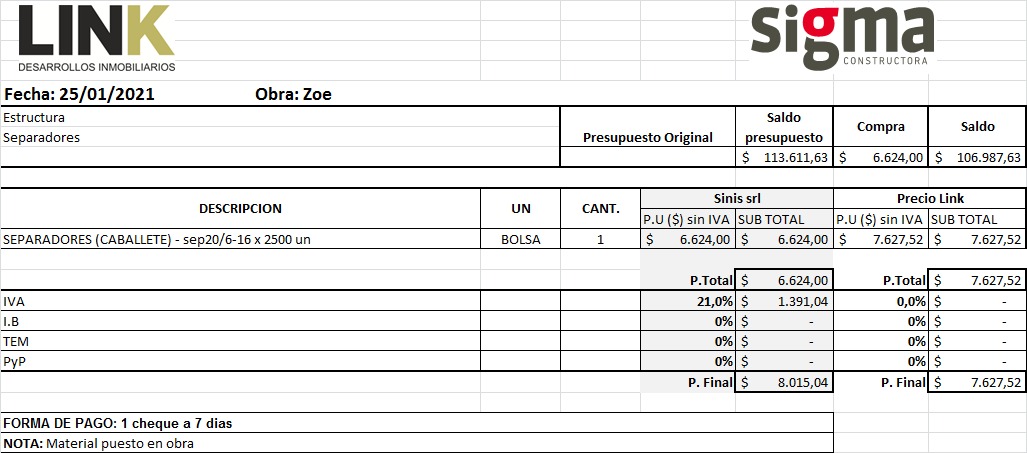 LINK sigma
DESARROLLOS INMOBILIARIOS CONSTRUCTORA
Fecha: 25/01/2021 Obra: Zoe
Estructura
Separadores
Presupuesto Original Saldo presupuesto Compra Saldo
$ 113.611,63 $ 6.624,00 $ 106.987,63
DESCRIPCION UN CANT. Sinis srl Precio Link
P.U ($) sin IVA SUB TOTAL P.U ($) sin IVA SUB TOTAL
SEPARADORES (CABALLETE) - sep20/6-16 x 2500 un BOLSA 1 $ 6.624,00 $ 6.624,00 $ 7.627,52 $ 7.627,52
P.Total $ 6.624,00 P.Total $ 7.627,52
IVA 21,0% $ 1.391,04 0,0% $ -
I.B 0% $ - 0% $ -
TEM 0% $ - 0% $ -
PyP 0% $ - 0% $ -
P. Final $ 8.015,04 P. Final $ 7.627,52
FORMA DE PAGO: 1 cheque a 7 dias
NOTA: Material puesto en obra